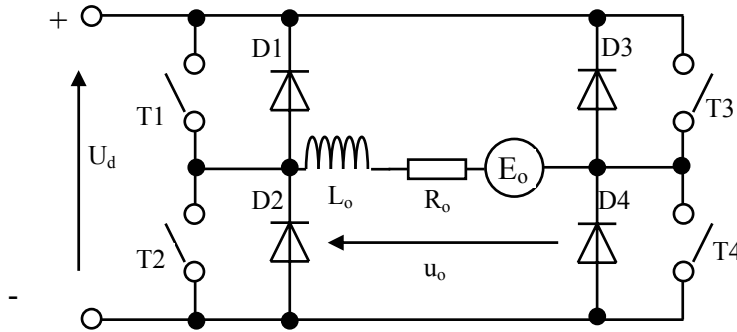 +
D1
D3
T1
T3
U_d
E_o
L_o
R_o
D2
D4
T2
T4
u_o
-